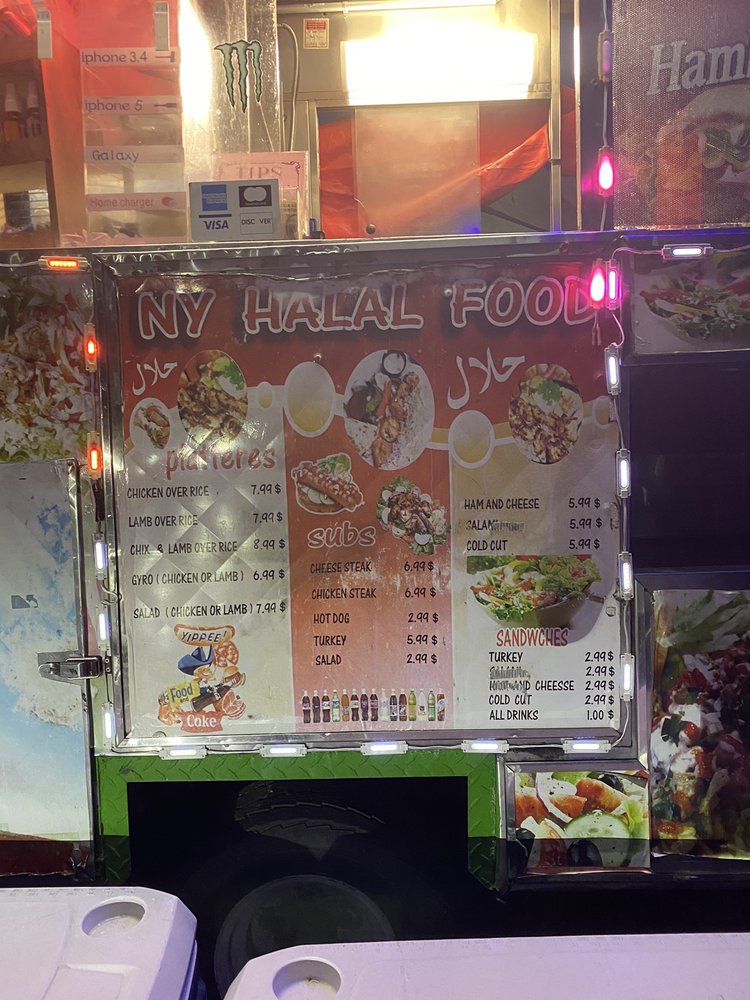 iphone 3.4
iphone 5
Galaxy
Home charger
TIPS
VISA
DISCOVER
Ham
NY HALAL FOOD
حلال
حلال
platteres
CHICKEN OVER RICE 7.99 $
LAMB OVER RICE 7.99 $
CHIX & LAMB OVER RICE 8.99 $
GYRO ( CHICKEN OR LAMB ) 6.99 $
SALAD ( CHICKEN OR LAMB ) 7.99 $
YIPPEE!
Food
Coke
subs
CHEESE STEAK 6.99 $
CHICKEN STEAK 6.99 $
HOT DOG 2.99 $
TURKEY 5.99 $
SALAD 2.99 $
HAM AND CHEESE 5.99 $
SALAMI 5.99 $
COLD CUT 5.99 $
SANDWCHES
TURKEY 2.99 $
2.99 $
AND CHEESSE 2.99 $
COLD CUT 2.99 $
ALL DRINKS 1.00 $